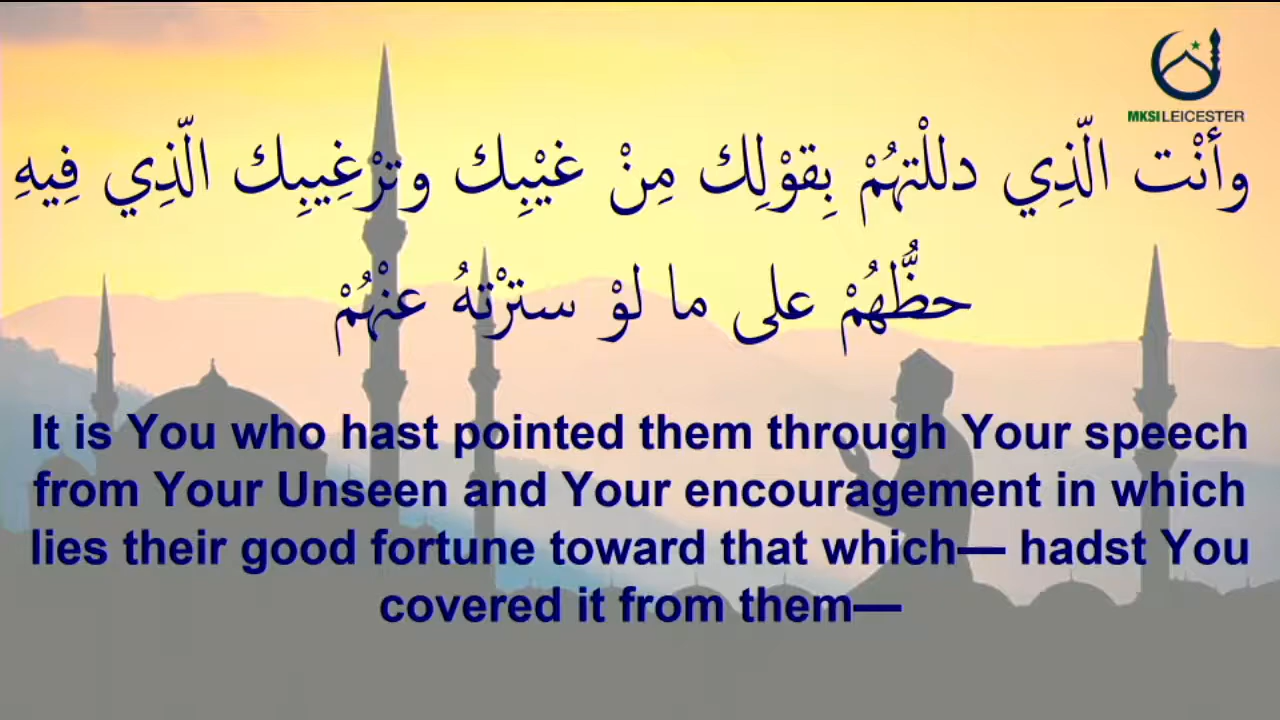 MKSI LEICESTER
وأنْت الّذِي دللْتهُمْ بِقوْلِك مِنْ غيْبِك وترْغِيبِك الّذِي فِيهِ
حظُّهُمْ على ما لوْ سترْتهُ عنْهُمْ
It is You who hast pointed them through Your speech
from Your Unseen and Your encouragement in which
lies their good fortune toward that which— hadst You
covered it from them—